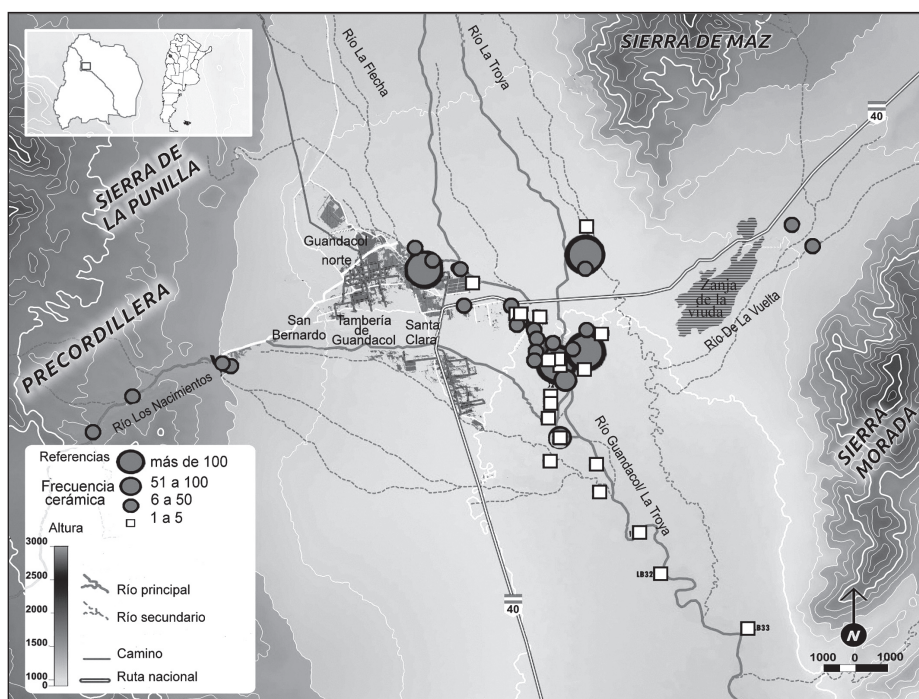 SIERRA DE MAZ
Río La Flecha
Río La Troya
40
SIERRA DE
LA PUNILLA
Guandacol
norte
Zanja
de la
viuda
Río De La Vuelta
San
Bernardo
Tambería
de
Guandacol
Santa
Clara
PRECORDILLERA
Río Los Nacimientos
SIERRA
MORADA
Río Guandacol/ La Troya
LB32
B33
40
Referencias
Frecuencia
cerámica
más de 100
51 a 100
6 a 50
1 a 5
Altura
3000
2500
2000
1000
1000
Río principal
Río secundario
Camino
Ruta nacional
N
1000 0 1000